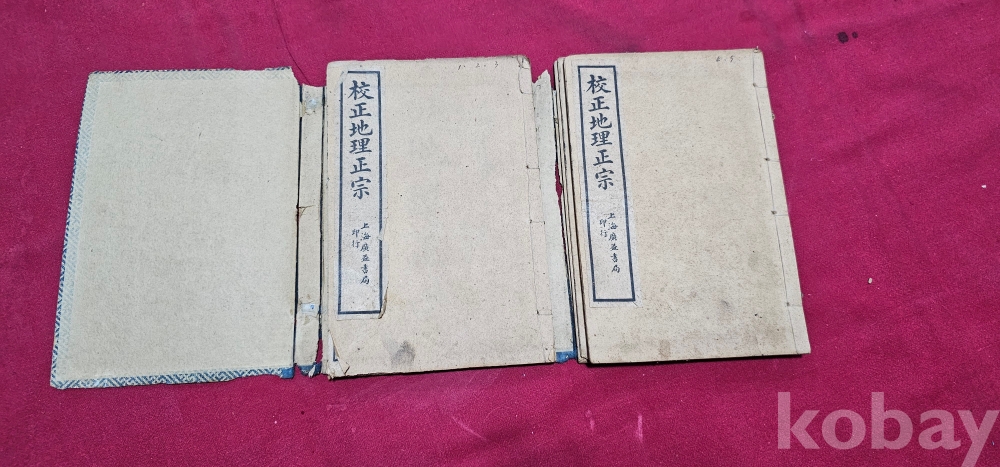 校正地理正宗
上海廣益書局
印行
校正地理正宗
上海廣益書局
印行
kobay